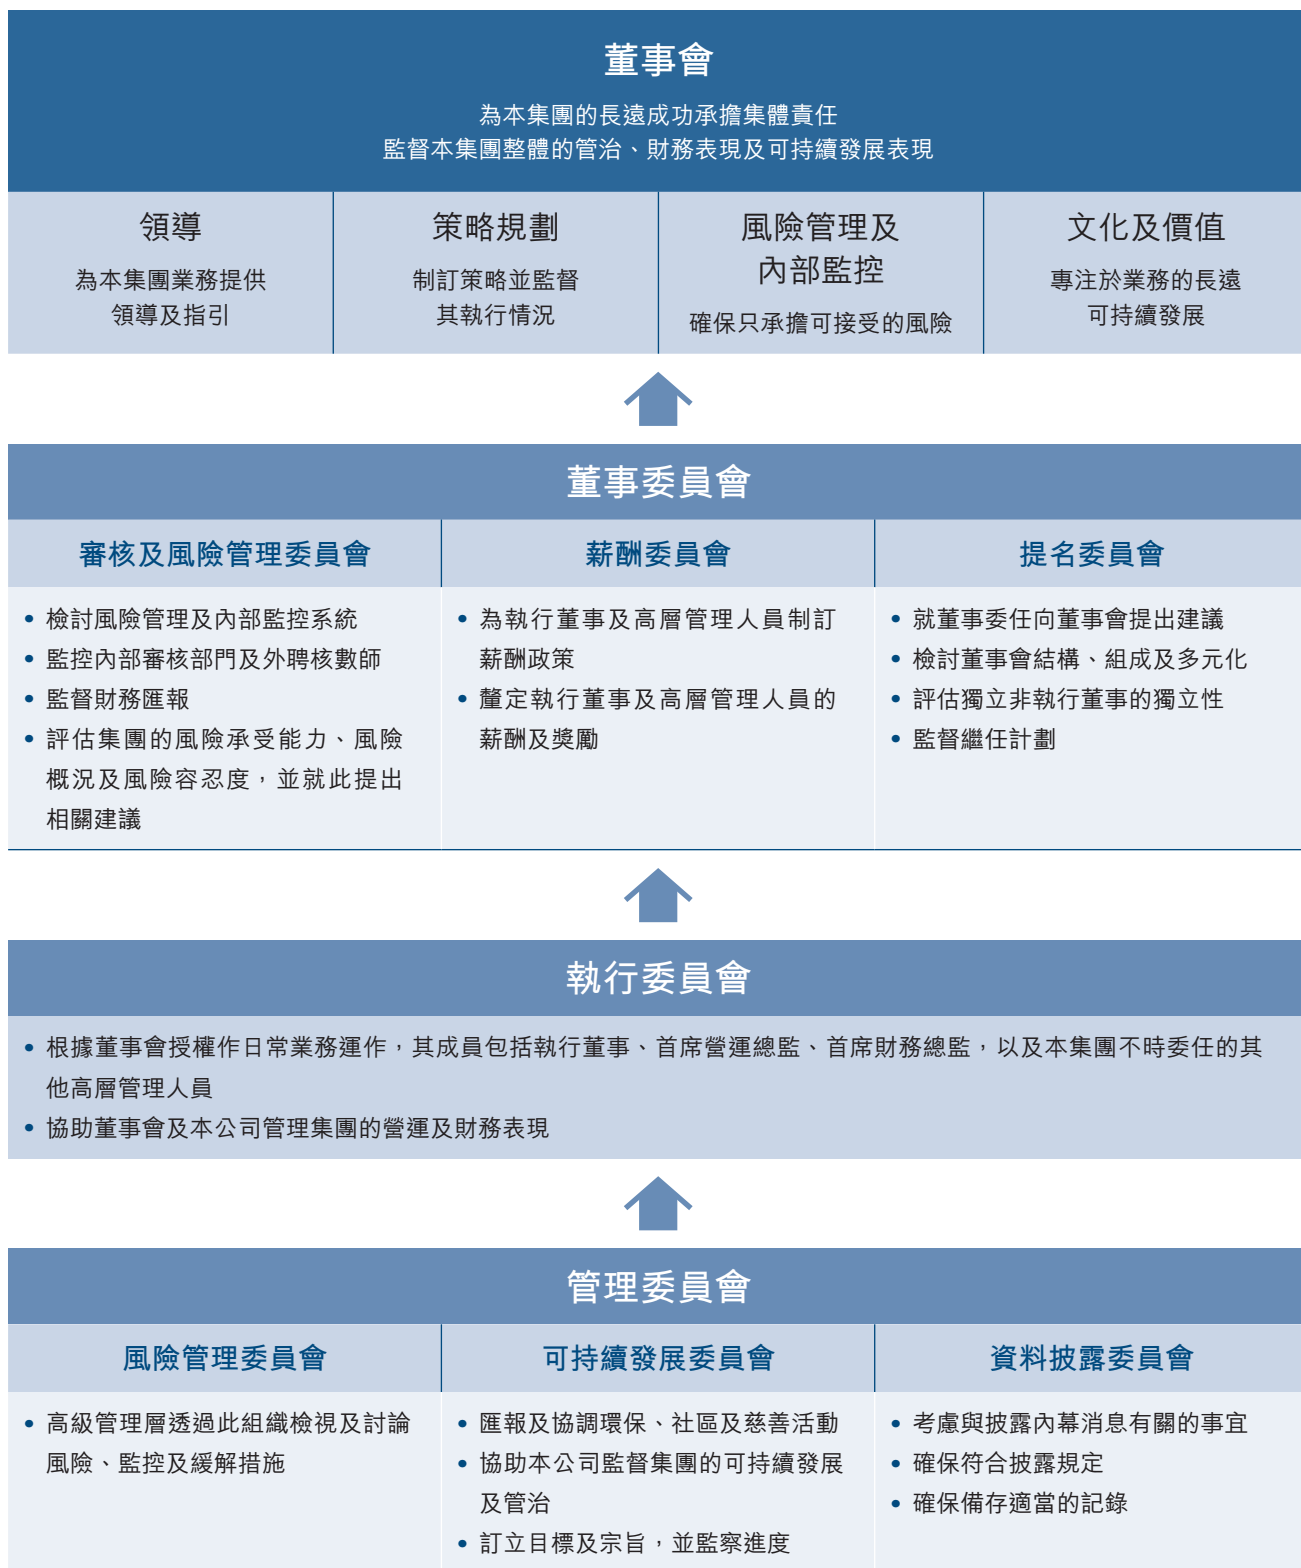 董事會
為本集團的長遠成功承擔集體責任
監督本集團整體的管治、財務表現及可持續發展表現
領導
為本集團業務提供
領導及指引
策略規劃
制訂策略並監督
其執行情況
風險管理及
內部監控
確保只承擔可接受的風險
文化及價值
專注於業務的長遠
可持續發展
董事委員會
審核及風險管理委員會
• 檢討風險管理及內部監控系統
• 監控內部審核部門及外聘核數師
• 監督財務匯報
• 評估集團的風險承受能力、風險
概況及風險容忍度，並就此提出
相關建議
薪酬委員會
• 為執行董事及高層管理人員制訂
薪酬政策
• 釐定執行董事及高層管理人員的
薪酬及獎勵
提名委員會
• 就董事委任向董事會提出建議
• 檢討董事會結構、組成及多元化
• 評估獨立非執行董事的獨立性
• 監督繼任計劃
執行委員會
• 根據董事會授權作日常業務運作，其成員包括執行董事、首席營運總監、首席財務總監，以及本集團不時委任的其
他高層管理人員
• 協助董事會及本公司管理集團的營運及財務表現
管理委員會
風險管理委員會
• 高級管理層透過此組織檢視及討論
風險、監控及緩解措施
可持續發展委員會
• 匯報及協調環保、社區及慈善活動
• 協助本公司監督集團的可持續發展
及管治
• 訂立目標及宗旨，並監察進度
資料披露委員會
• 考慮與披露內幕消息有關的事宜
• 確保符合披露規定
• 確保備存適當的記錄